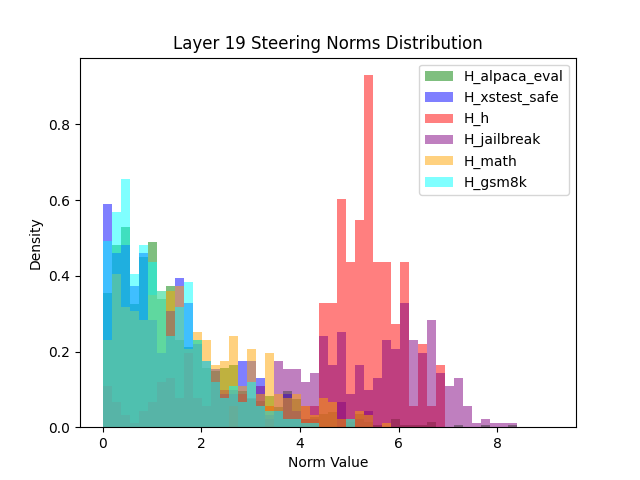 Layer 19 Steering Norms Distribution
H_alpaca_eval
H_xstest_safe
H_h
H_jailbreak
H_math
H_gsm8k
Density
0.8
0.6
0.4
0.2
0.0
0
2
4
6
8
Norm Value